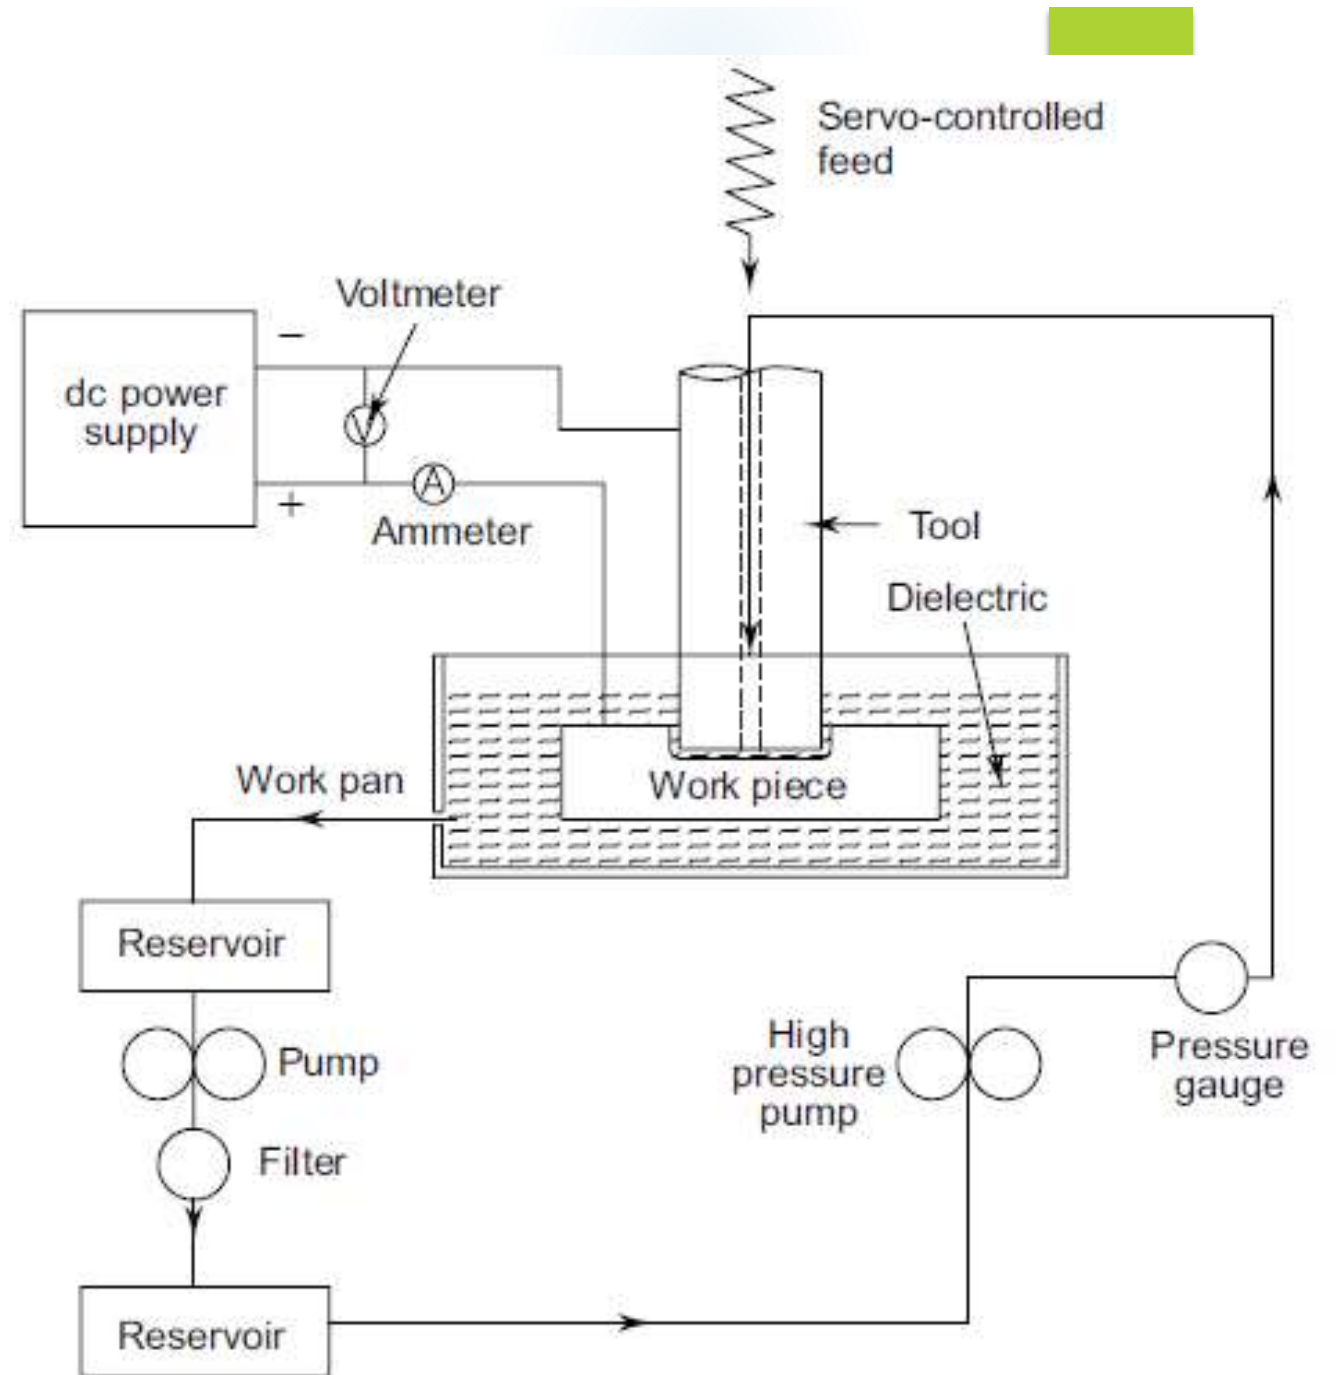 Servo-controlled
feed
Voltmeter
−
dc power
supply
V
+
A
Ammeter
Tool
Dielectric
Work pan
Work piece
Reservoir
Pump
High
pressure
pump
Pressure
gauge
Filter
Reservoir